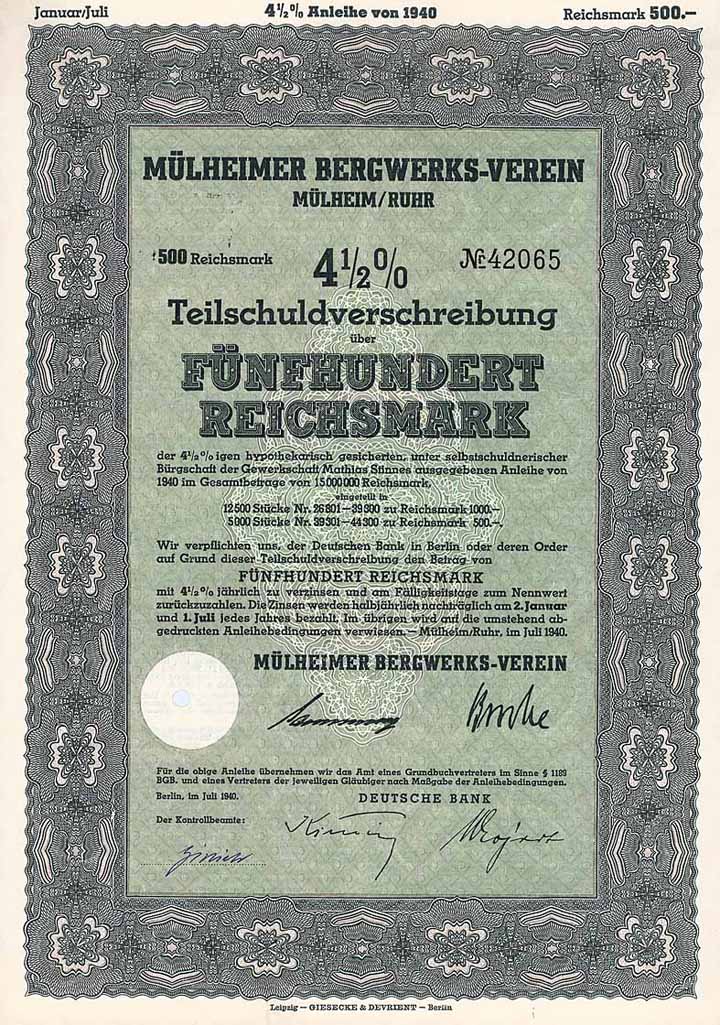 Januar/Juli 4½% Anleihe von 1940 Reichsmark 500.–
MÜLHEIMER BERGWERKS-VEREIN
MÜLHEIM/RUHR
500 Reichsmark 4½% № 42065
Teilschuldverschreibung
über
FÜNFHUNDERT
REICHSMARK
der 4½%igen hypothekarisch gesicherten, unter selbstschuldnerischer
Bürgschaft der Gewerkschaft Mathias Stinnes ausgegebenen Anleihe von
1940 im Gesamtbetrage von 15000000 Reichsmark,
eingeteilt in
12500 Stücke Nr. 26801–39300 zu Reichsmark 1000.–
5000 Stücke Nr. 39301–44300 zu Reichsmark 500.–.
Wir verpflichten uns, der Deutschen Bank in Berlin oder deren Order
auf Grund dieser Teilschuldverschreibung den Betrag von
FÜNFHUNDERT REICHSMARK
mit 4½% jährlich zu verzinsen und am Fälligkeitstage zum Nennwert
zurückzuzahlen. Die Zinsen werden halbjährlich nachträglich am 2. Januar
und 1. Juli jedes Jahres bezahlt. Im übrigen wird auf die umstehend ab-
gedruckten Anleihebedingungen verwiesen. – Mülheim/Ruhr, im Juli 1940.
MÜLHEIMER BERGWERKS-VEREIN
Für die obige Anleihe übernehmen wir das Amt eines Grundbuchvertreters im Sinne § 1189
BGB. und eines Vertreters der jeweiligen Gläubiger nach Maßgabe der Anleihebedingungen.
Berlin, im Juli 1940. DEUTSCHE BANK
Der Kontrollbeamte:
Leipzig – GIESECKE & DEVRIENT – Berlin